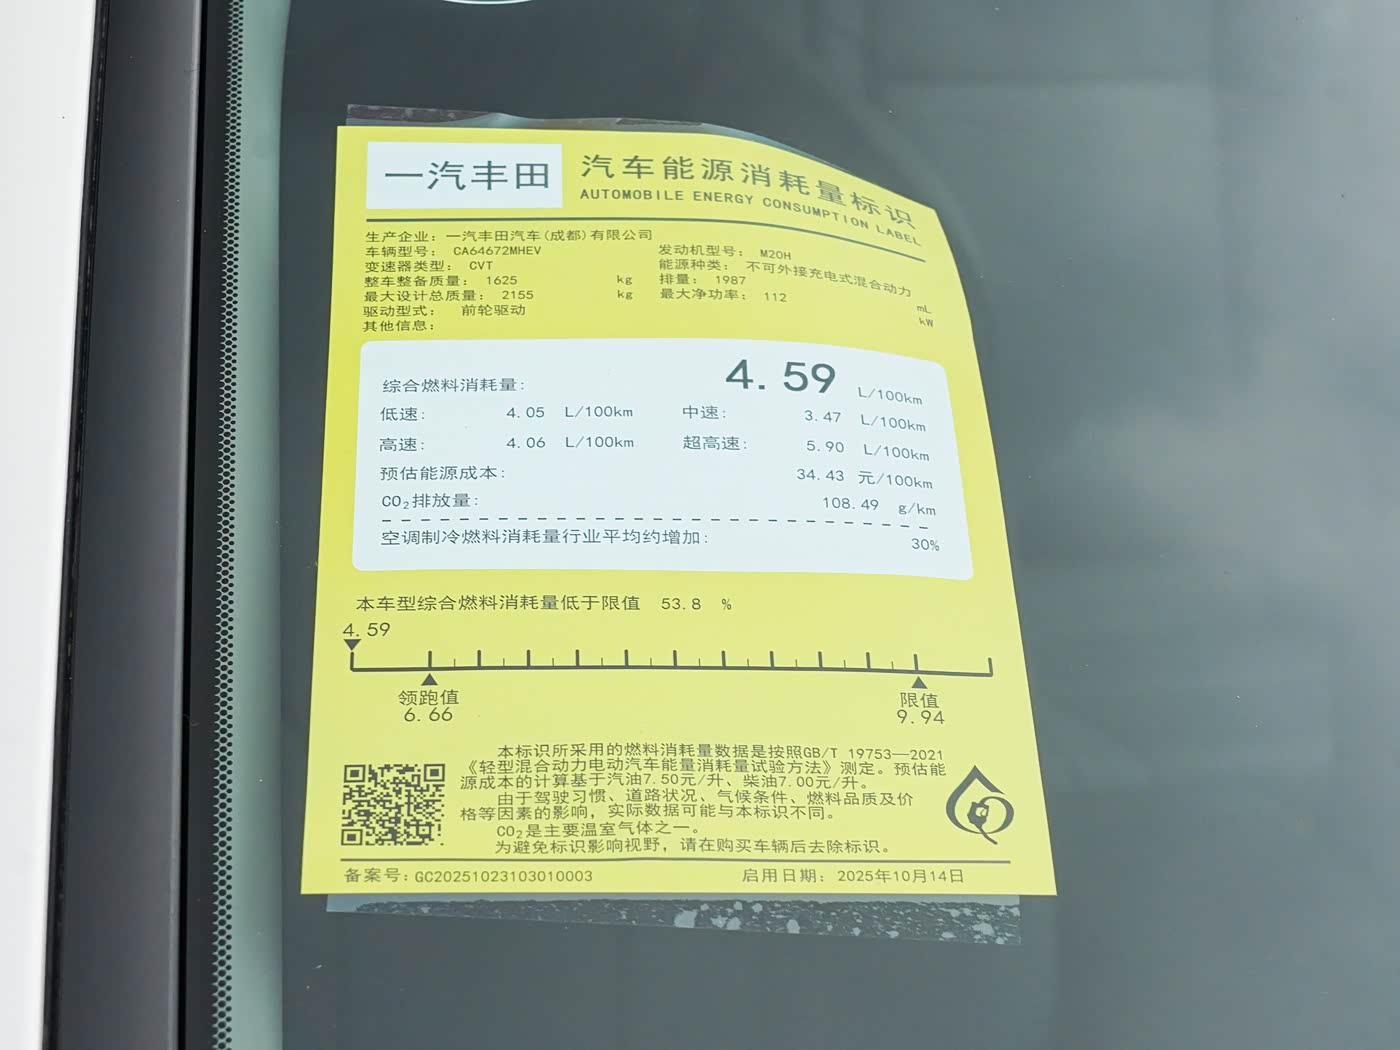 一汽丰田
汽车能源消耗量标识
AUTOMOBILE ENERGY CONSUMPTION LABEL
生产企业：一汽丰田汽车(成都)有限公司
车辆型号： CA64672MHEV 发动机型号： M20H
变速器类型： CVT 能源种类： 不可外接充电式混合动力
整车整备质量： 1625 kg 排量： 1987 mL
最大设计总质量： 2155 kg 最大净功率： 112 kW
驱动型式： 前轮驱动
其他信息：
综合燃料消耗量： 4.59 L/100km
低速： 4.05 L/100km 中速： 3.47 L/100km
高速： 4.06 L/100km 超高速： 5.90 L/100km
预估能源成本： 34.43 元/100km
CO₂排放量： 108.49 g/km
空调制冷燃料消耗量行业平均约增加： 30%
本车型综合燃料消耗量低于限值 53.8 %
4.59
领跑值 限值
6.66 9.94
本标识所采用的燃料消耗量数据是按照GB/T 19753—2021
《轻型混合动力电动汽车能量消耗量试验方法》测定。预估能
源成本的计算基于汽油7.50元/升、柴油7.00元/升。
由于驾驶习惯、道路状况、气候条件、燃料品质及价
格等因素的影响，实际数据可能与本标识不同。
CO₂是主要温室气体之一。
为避免标识影响视野，请在购买车辆后去除标识。
备案号：GC20251023103010003 启用日期： 2025年10月14日